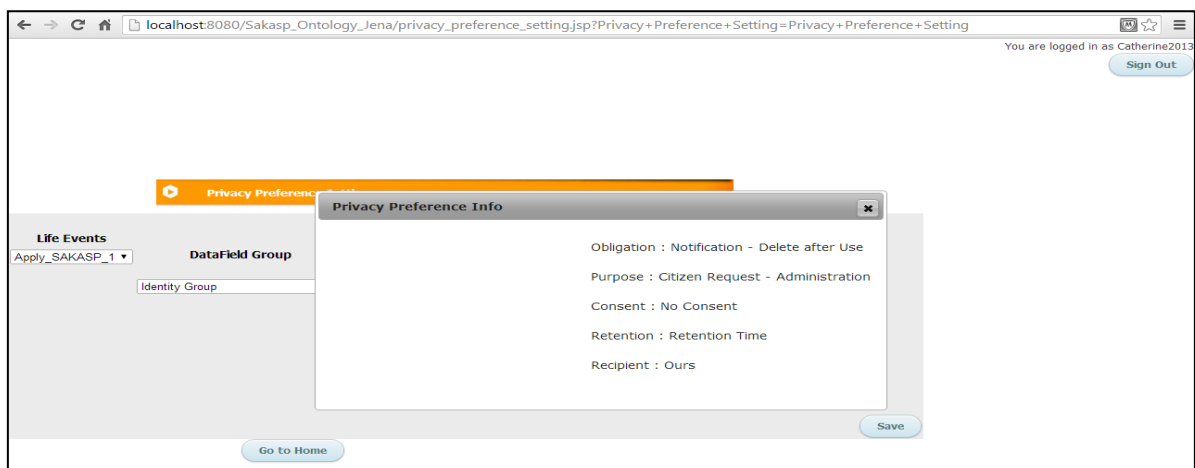 localhost:8080/Sakasp_Ontology_Jena/privacy_preference_setting.jsp?Privacy+Preference+Setting=Privacy+Preference+Setting
You are logged in as Catherine2013
Sign Out
Privacy Preferenc
Privacy Preference Info
Life Events
Apply_SAKASP_1
DataField Group
Identity Group
Obligation : Notification - Delete after Use
Purpose : Citizen Request - Administration
Consent : No Consent
Retention : Retention Time
Recipient : Ours
Save
Go to Home